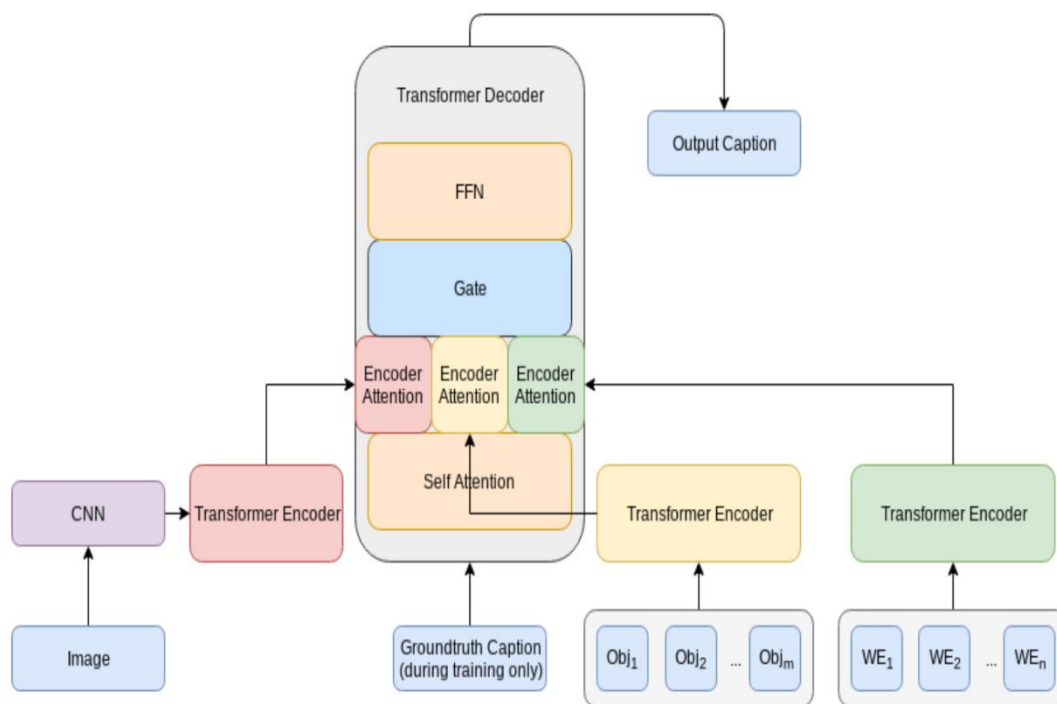 Transformer Decoder
Output Caption
FFN
Gate
Encoder
Attention
Encoder
Attention
Encoder
Attention
Self Attention
CNN
Transformer Encoder
Transformer Encoder
Transformer Encoder
Image
Groundtruth Caption
(during training only)
Obj₁ Obj₂ ... Objₘ
WE₁ WE₂ ... WEₙ